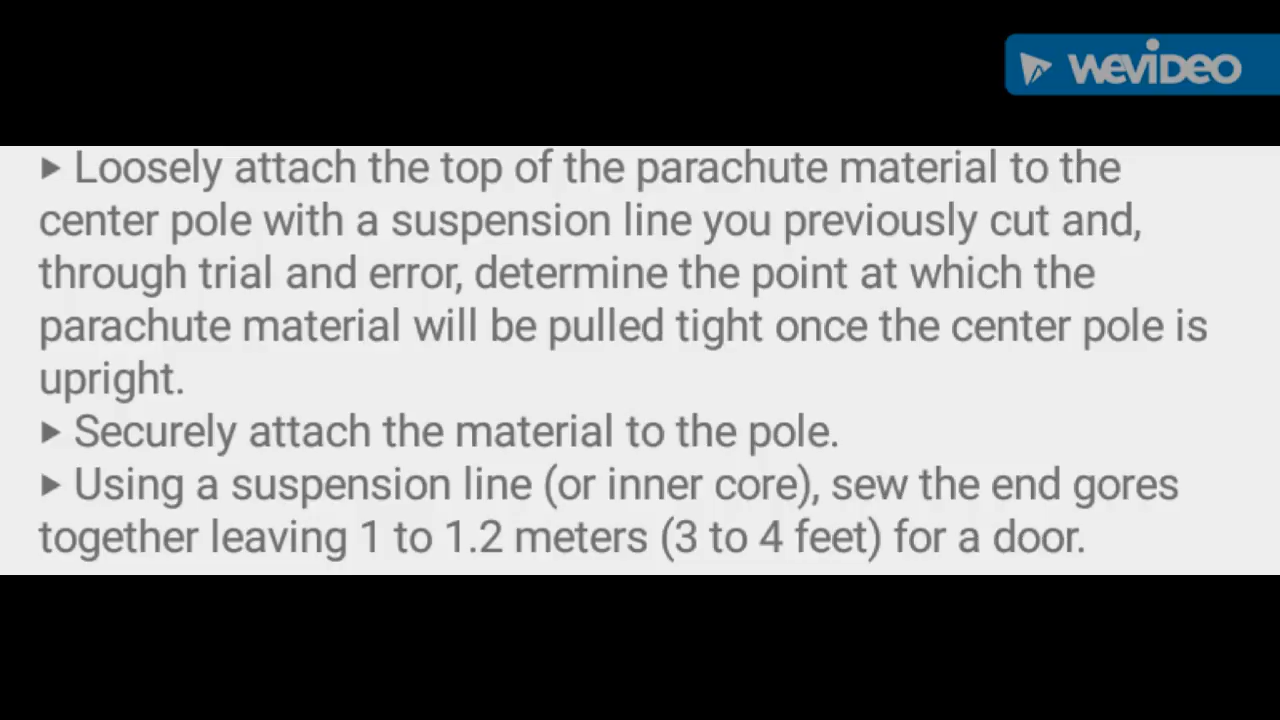 WEVIDEO
► Loosely attach the top of the parachute material to the
center pole with a suspension line you previously cut and,
through trial and error, determine the point at which the
parachute material will be pulled tight once the center pole is
upright.
► Securely attach the material to the pole.
► Using a suspension line (or inner core), sew the end gores
together leaving 1 to 1.2 meters (3 to 4 feet) for a door.